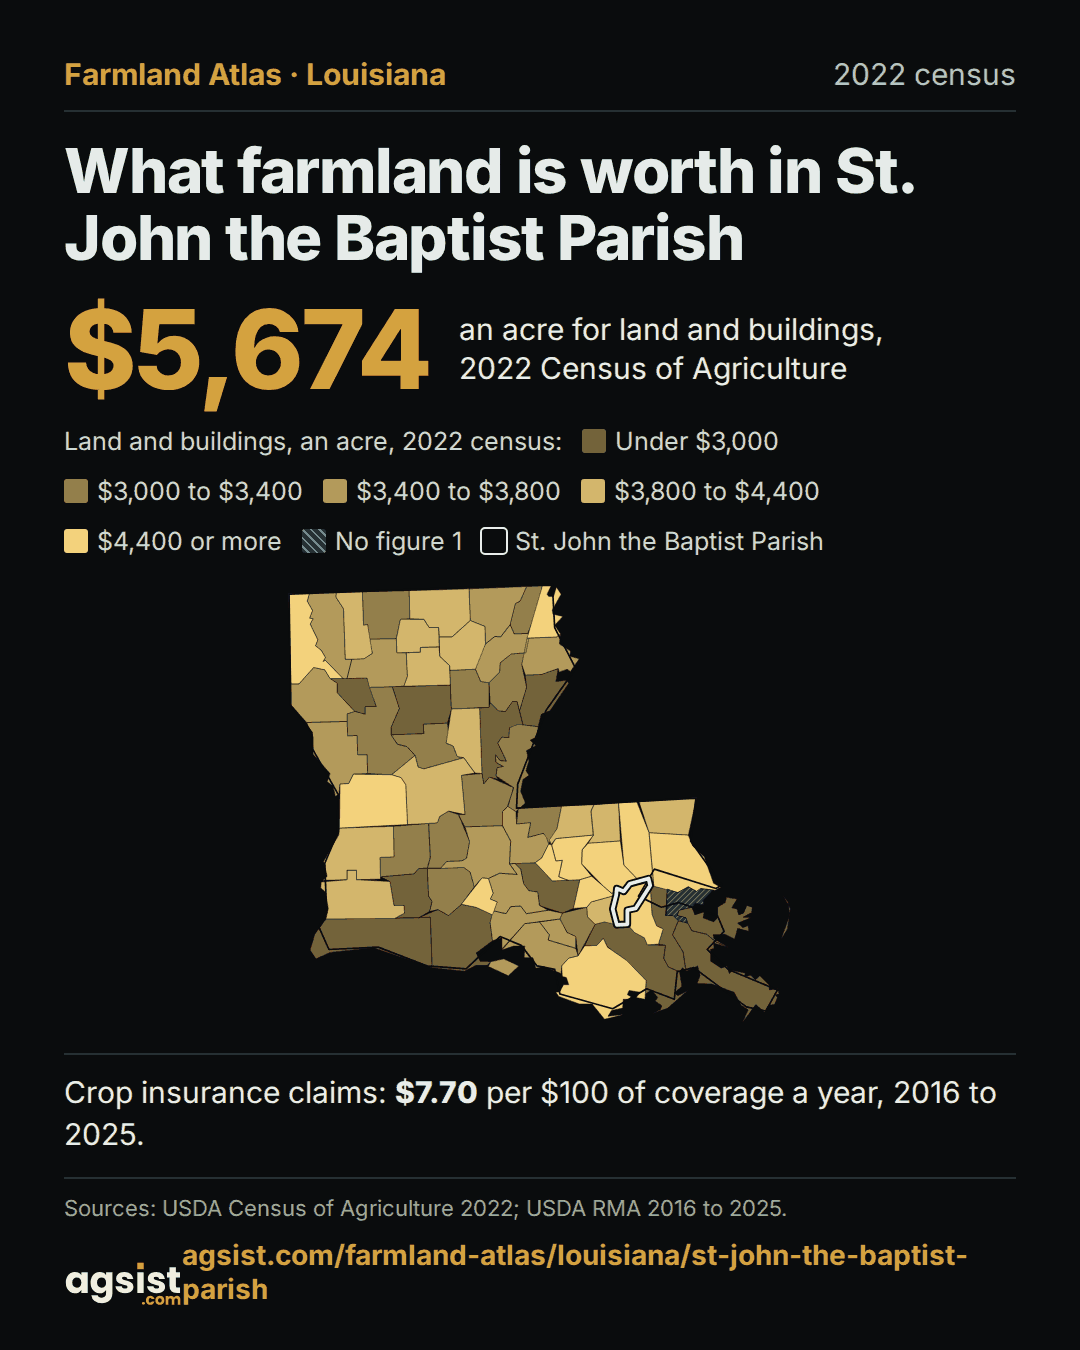 Farmland Atlas · Louisiana
2022 census
What farmland is worth in St.
John the Baptist Parish
$5,674
an acre for land and buildings,
2022 Census of Agriculture
Land and buildings, an acre, 2022 census:
Under $3,000
$3,000 to $3,400
$3,400 to $3,800
$3,800 to $4,400
$4,400 or more
No figure 1
St. John the Baptist Parish
Crop insurance claims: $7.70 per $100 of coverage a year, 2016 to
2025.
Sources: USDA Census of Agriculture 2022; USDA RMA 2016 to 2025.
agsist
.com
agsist.com/farmland-atlas/louisiana/st-john-the-baptist-
parish